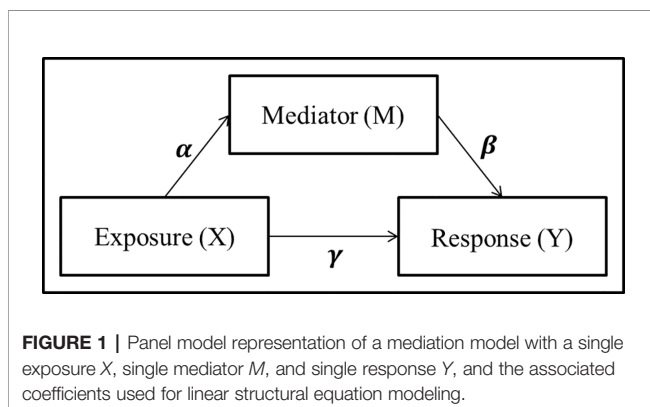 Mediator (M)
α
β
Exposure (X)
Response (Y)
γ
FIGURE 1 | Panel model representation of a mediation model with a single
exposure X, single mediator M, and single response Y, and the associated
coefficients used for linear structural equation modeling.